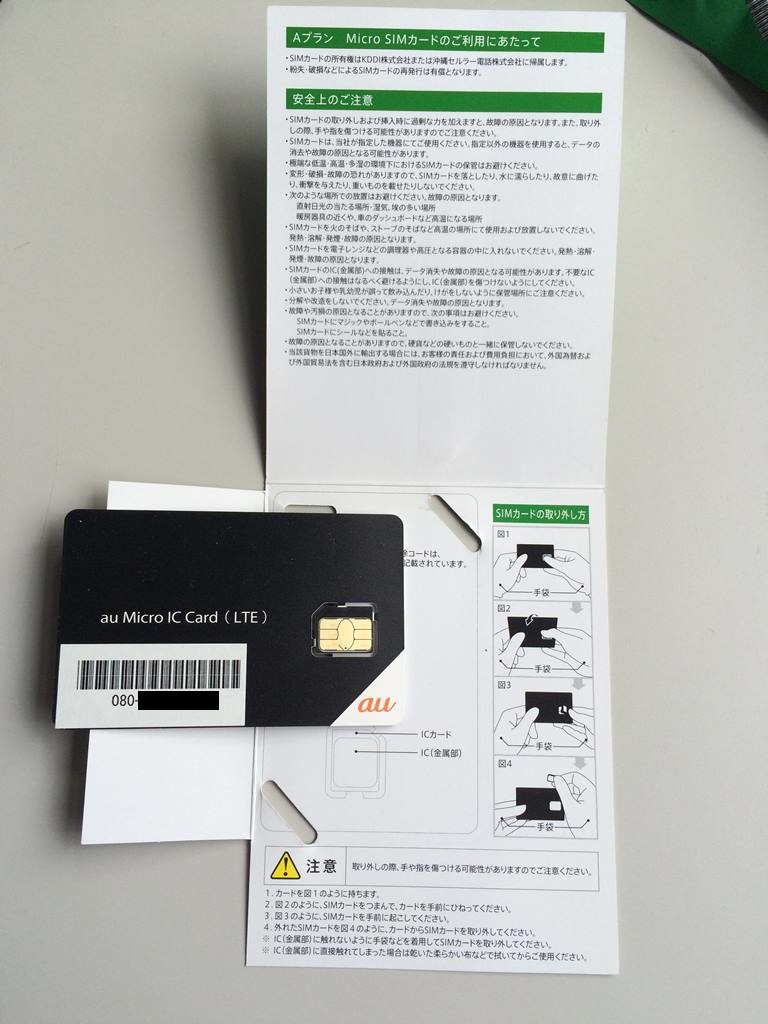 Aプラン Micro SIMカードのご利用にあたって
・SIMカードの所有権はKDDI株式会社または沖縄セルラー電話株式会社に帰属します。
・紛失・破損などによるSIMカードの再発行は有償となります。
安全上のご注意
・SIMカードの取り外しおよび挿入時に過剰な力を加えますと、故障の原因となります。また、取り外
しの際、手や指を傷つける可能性がありますのでご注意ください。
・SIMカードは、当社が指定した機器にてご使用ください。指定以外の機器を使用すると、データの
消去や故障の原因となる可能性があります。
・極端な低温・高温・多湿の環境下におけるSIMカードの保管はお避けください。
・変形・破損・故障の恐れがありますので、SIMカードを落としたり、水に濡らしたり、故意に曲げた
り、衝撃を与えたり、重いものを載せたりしないでください。
・次のような場所での放置はお避けください。故障の原因となります。
直射日光の当たる場所・湿気、埃の多い場所
暖房器具の近くや、車のダッシュボードなど高温になる場所
・SIMカードを火のそばや、ストーブのそばなど高温の場所にて使用および放置しないでください。
発熱・溶解・発煙・故障の原因となります。
・SIMカードを電子レンジなどの調理器や高圧となる容器の中に入れないでください。発熱・溶解・
発煙・故障の原因となります。
・SIMカードのIC(金属部)への接触は、データ消失や故障の原因となる可能性があります。不要なIC
(金属部)への接触はなるべく避けるようにし、IC(金属部)を傷つけないようにしてください。
・小さいお子様や乳幼児が誤って飲み込んだり、けがをしないように保管場所にご注意ください。
・分解や改造をしないでください。データ消失や故障の原因となります。
・故障や汚損の原因となることがありますので、次の事項はお避けください。
SIMカードにマジックやボールペンなどで書き込みをすること。
SIMカードにシールなどを貼ること。
・故障の原因となることがありますので、硬貨などの硬いものと一緒に保管しないでください。
・当該貨物を日本国外に輸出する場合には、お客様の責任および費用負担において、外国為替およ
び外国貿易法を含む日本政府および外国政府の法規を遵守しなければなりません。
SIMカードの取り外し方
図1
手袋
図2
手袋
図3
手袋
図4
手袋
除コードは、
記載されています。
au Micro IC Card ( LTE )
080-
au
ICカード
IC(金属部)
注意
取り外しの際、手や指を傷つける可能性がありますのでご注意ください。
1. カードを図1のように持ちます。
2. 図2のように、SIMカードをつまんで、カードを手前にひねってください。
3. 図3のように、SIMカードを手前に起こしてください。
4. 外れたSIMカードを図4のように、カードからSIMカードを取り外してください。
※ IC(金属部)に触れないように手袋などを着用してSIMカードを取り外してください。
※ IC(金属部)に直接触れてしまった場合は乾いた柔らかい布などで拭いてからご使用ください。